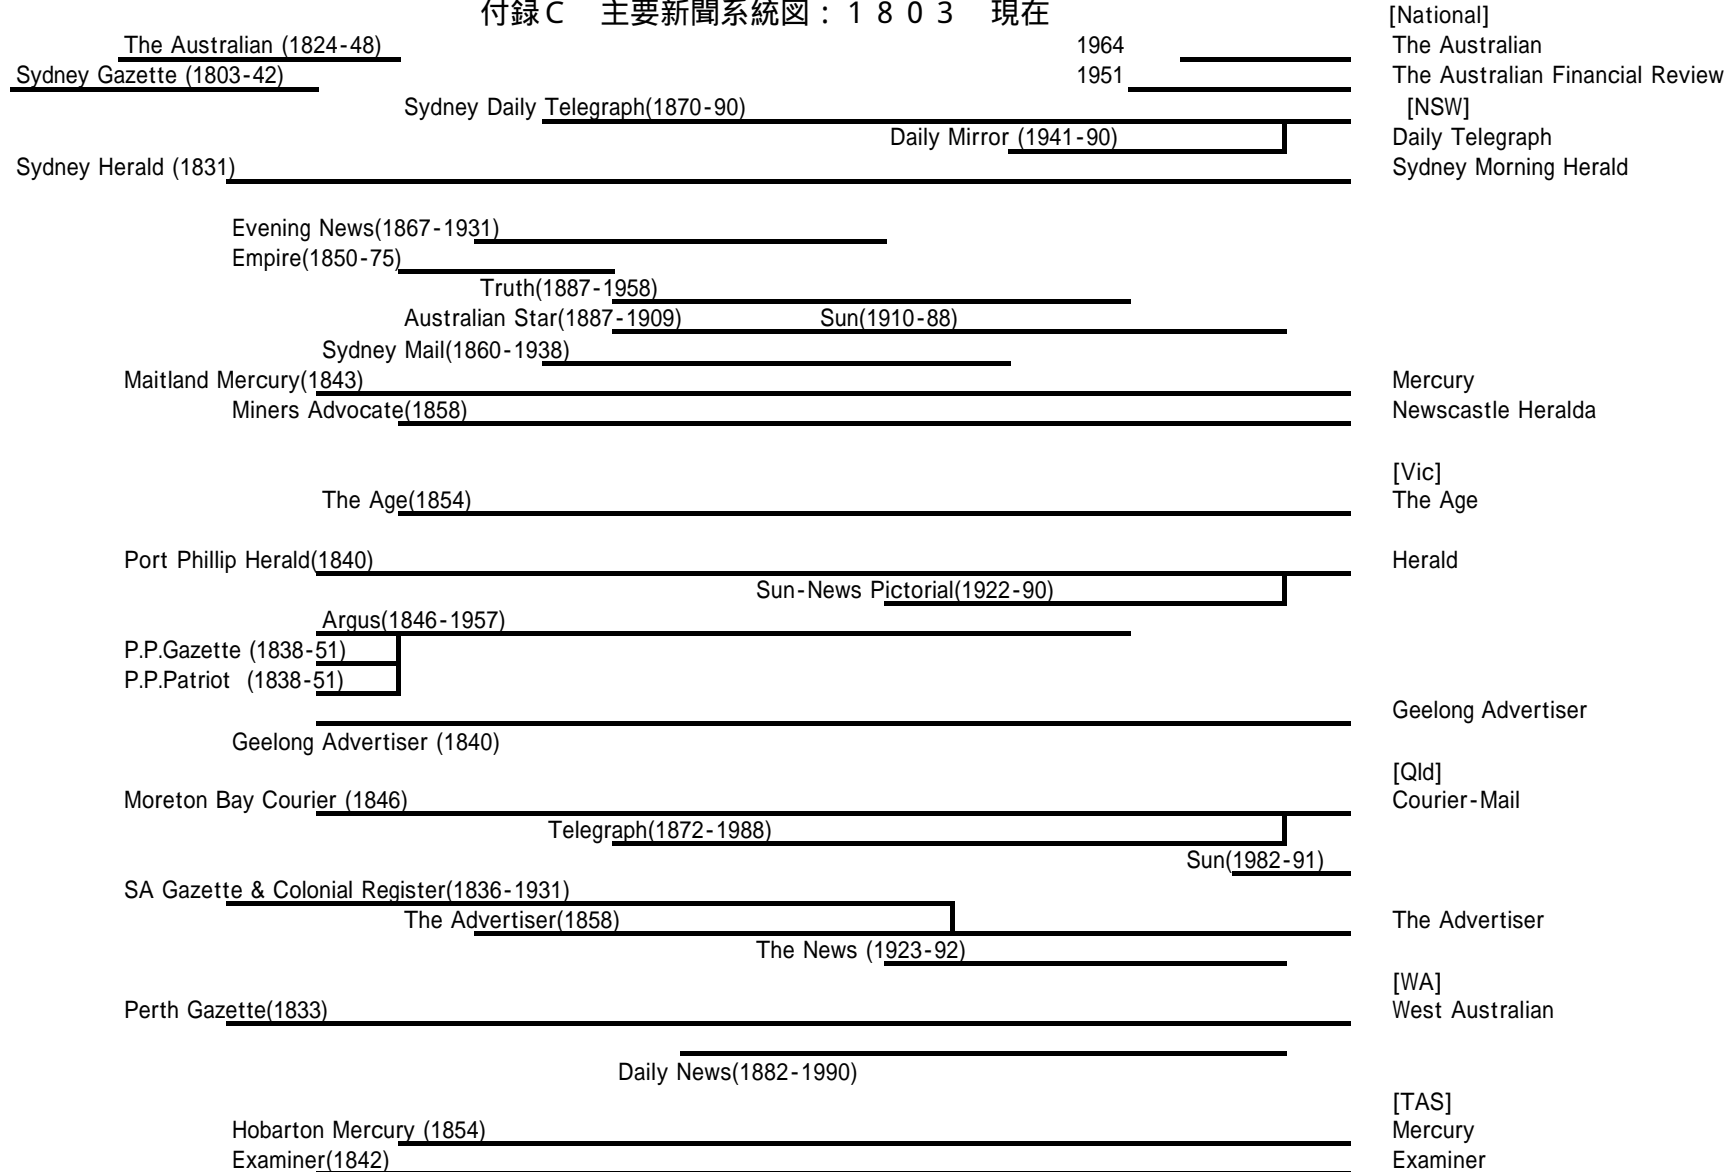 付録C　主要新聞系統図：１８０３　現在
[National]
The Australian (1824-48) 1964 The Australian
Sydney Gazette (1803-42) 1951 The Australian Financial Review
Sydney Daily Telegraph(1870-90) [NSW]
Daily Mirror (1941-90) Daily Telegraph
Sydney Herald (1831) Sydney Morning Herald
Evening News(1867-1931)
Empire(1850-75)
Truth(1887-1958)
Australian Star(1887-1909) Sun(1910-88)
Sydney Mail(1860-1938)
Maitland Mercury(1843) Mercury
Miners Advocate(1858) Newscastle Heralda
[Vic]
The Age(1854) The Age
Port Phillip Herald(1840) Herald
Sun-News Pictorial(1922-90)
Argus(1846-1957)
P.P.Gazette (1838-51)
P.P.Patriot (1838-51)
Geelong Advertiser
Geelong Advertiser (1840)
[Qld]
Moreton Bay Courier (1846) Courier-Mail
Telegraph(1872-1988)
Sun(1982-91)
SA Gazette & Colonial Register(1836-1931)
The Advertiser(1858) The Advertiser
The News (1923-92)
[WA]
Perth Gazette(1833) West Australian
Daily News(1882-1990)
[TAS]
Hobarton Mercury (1854) Mercury
Examiner(1842) Examiner